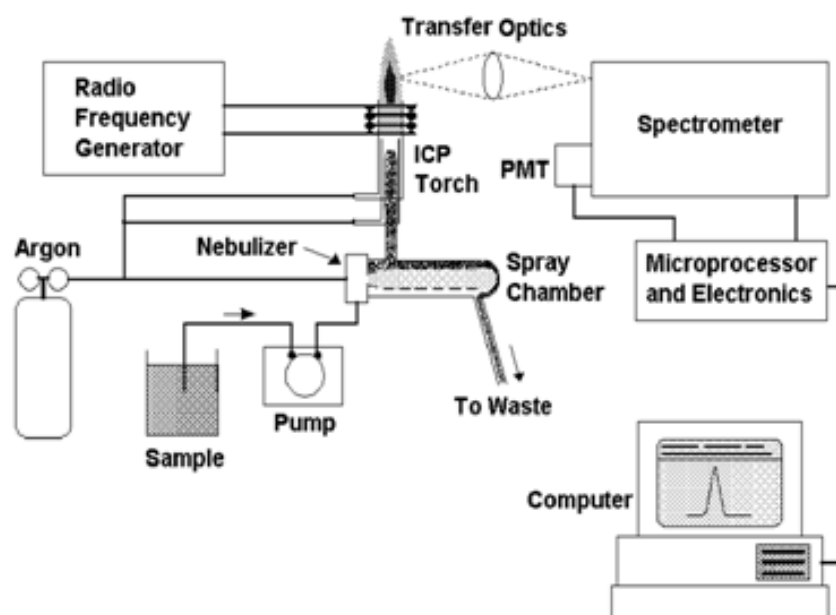 Transfer Optics
Radio
Frequency
Generator
Spectrometer
ICP
Torch
PMT
Argon
Nebulizer
Spray
Chamber
Microprocessor
and Electronics
Pump
To Waste
Sample
Computer